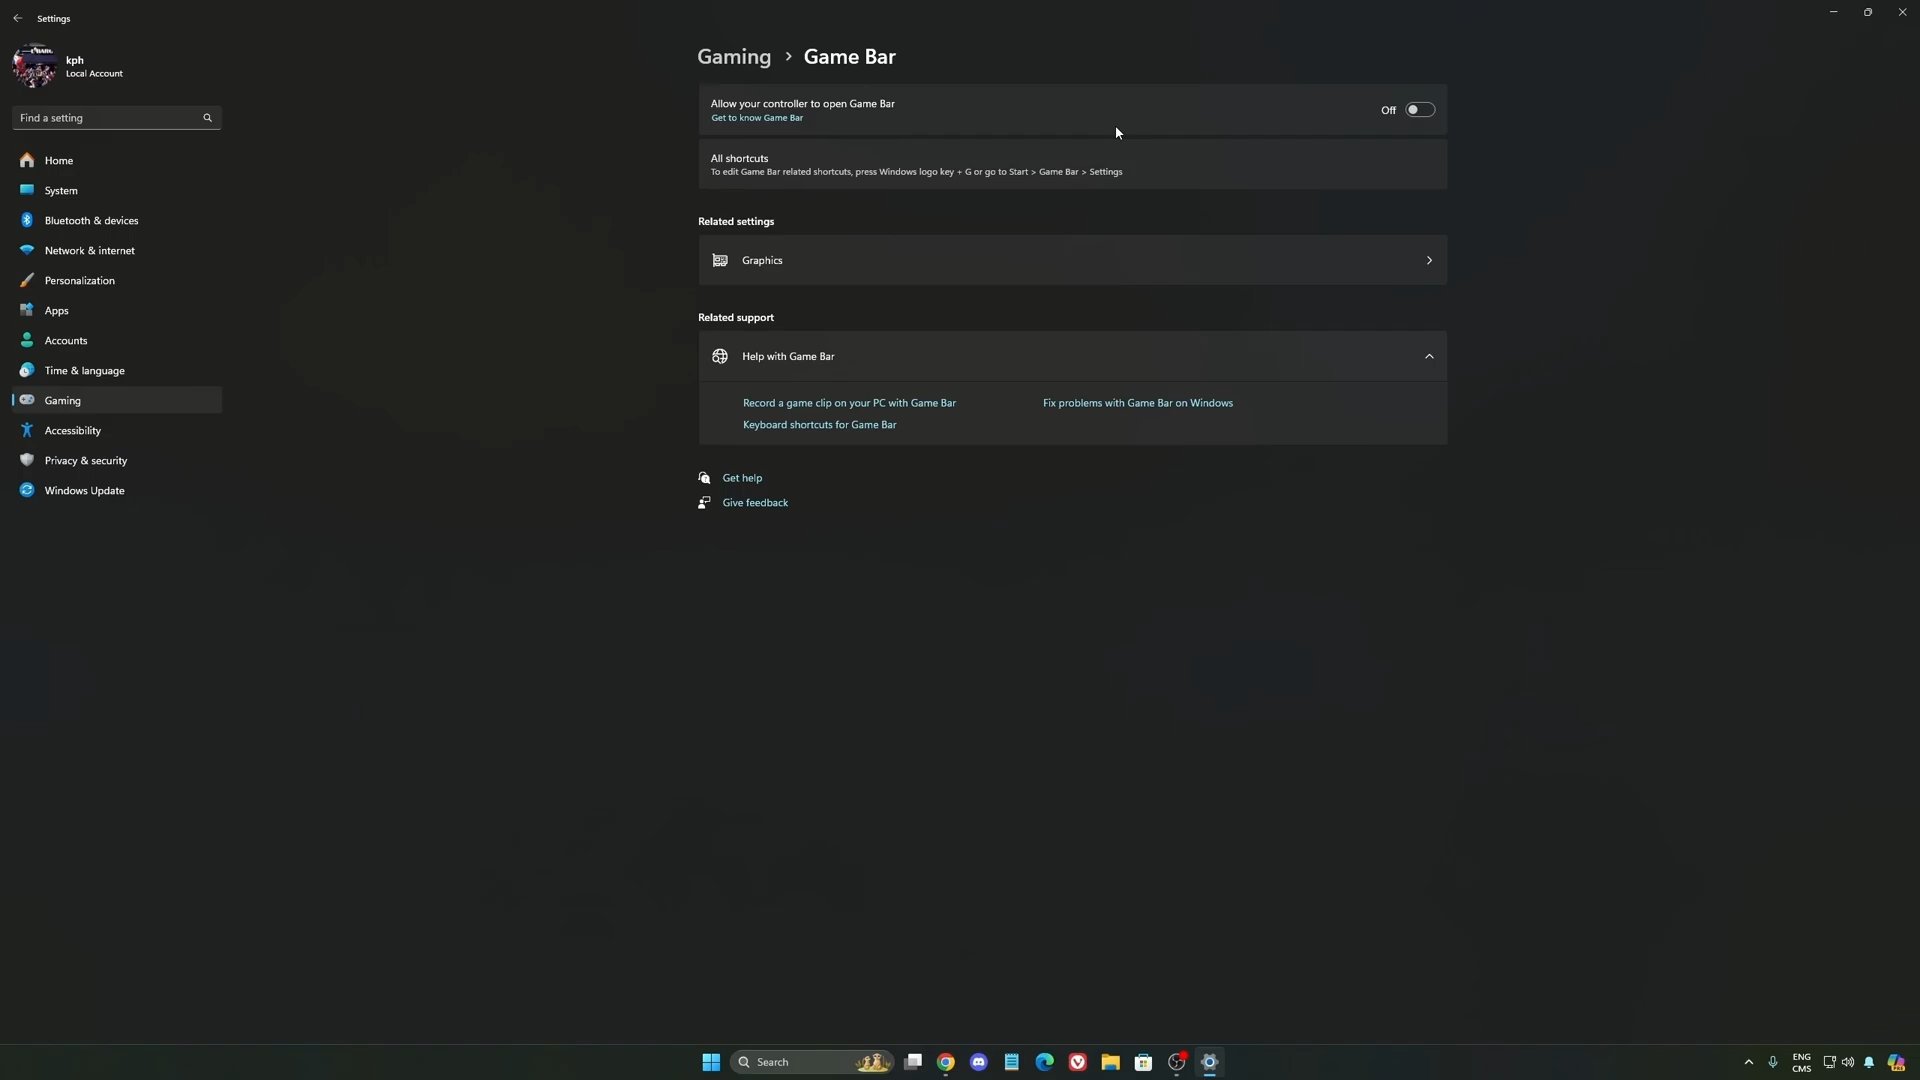 Settings
kph
Local Account
Find a setting
Home
System
Bluetooth & devices
Network & internet
Personalization
Apps
Accounts
Time & language
Gaming
Accessibility
Privacy & security
Windows Update
Gaming > Game Bar
Allow your controller to open Game Bar
Get to know Game Bar
Off
All shortcuts
To edit Game Bar related shortcuts, press Windows logo key + G or go to Start > Game Bar > Settings
Related settings
Graphics
Related support
Help with Game Bar
Record a game clip on your PC with Game Bar
Fix problems with Game Bar on Windows
Keyboard shortcuts for Game Bar
Get help
Give feedback
Search
ENG
CMS